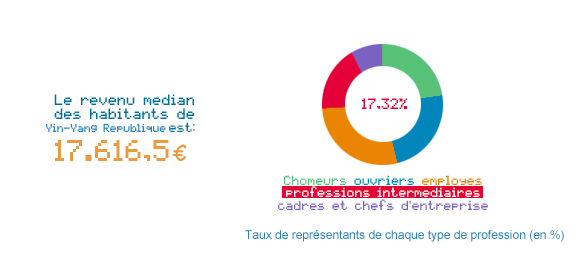 Le revenu median
des habitants de
Yin-Yang Republique est:
17.616,5€
17.32%
Chomeurs ouvriers employes
professions intermediaires
cadres et chefs d'entreprise
Taux de représentants de chaque type de profession (en %)